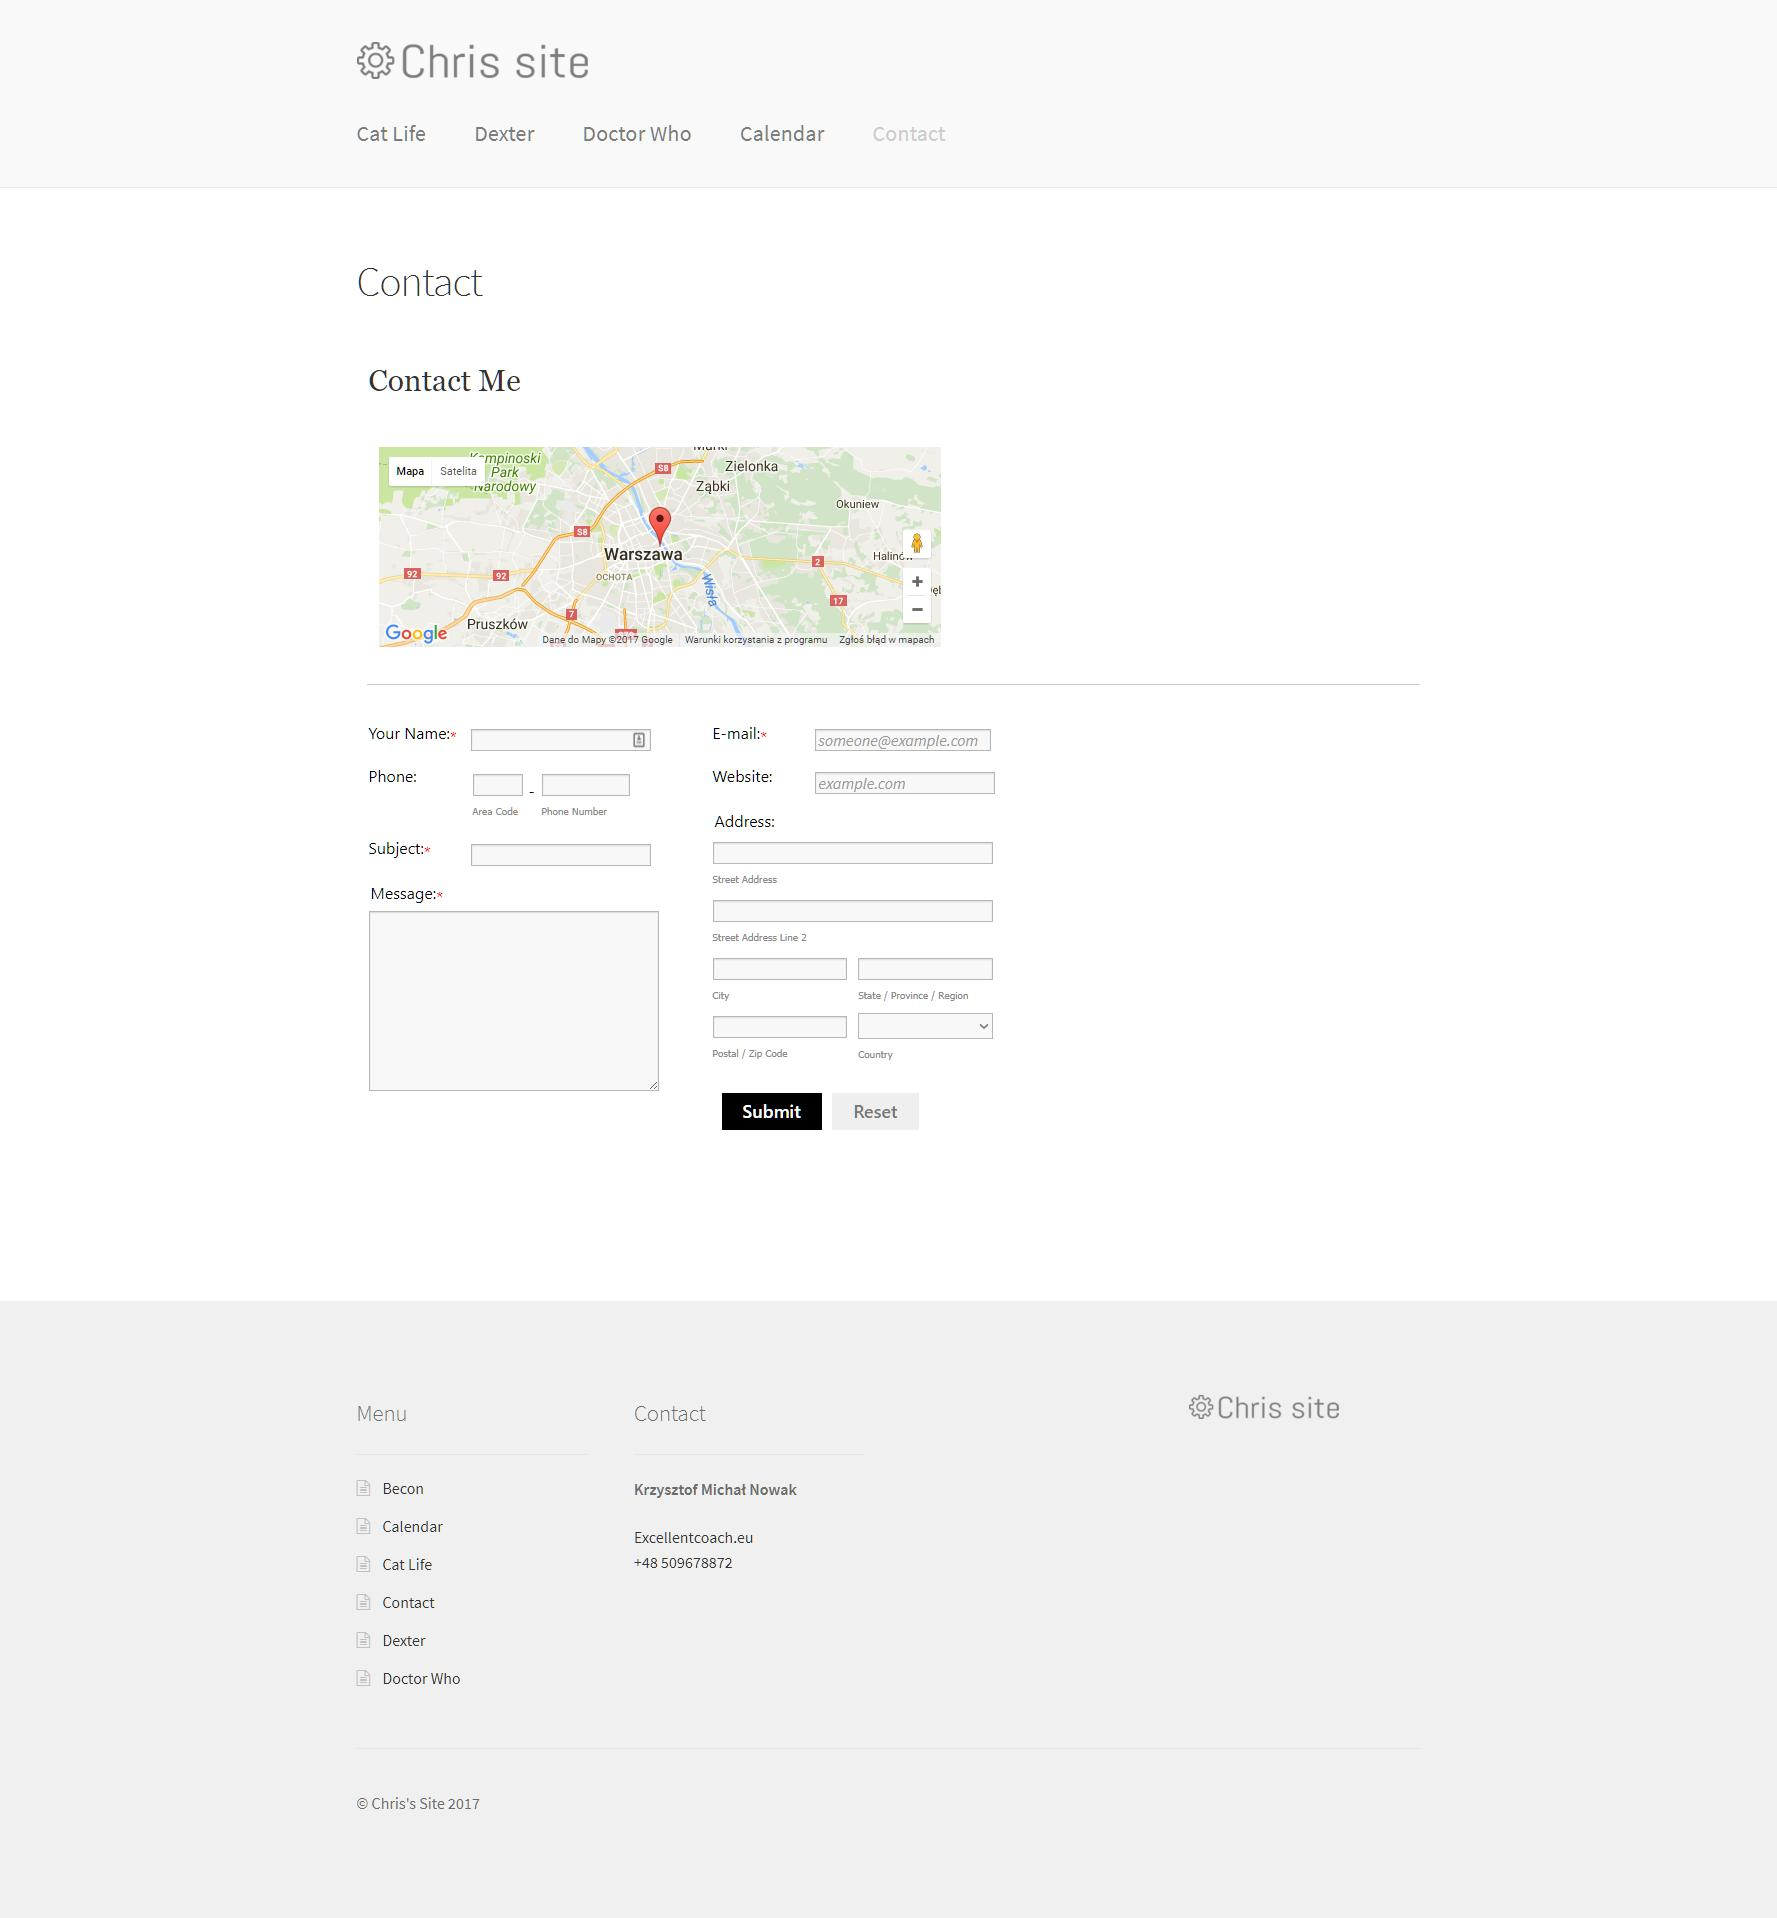 Chris site
Cat Life Dexter Doctor Who Calendar Contact
Contact
Contact Me
Mapa Satelita
Kampinoski
Park
Narodowy
Marki
Zielonka
Ząbki
S8
Okuniew
S8
Warszawa
Halinów
OCHOTA
92
92
2
Wisła
17
7
Pruszków
Google
Dane do Mapy ©2017 Google Warunki korzystania z programu Zgłoś błąd w mapach
Your Name:*
Phone:
-
Area Code Phone Number
Subject:*
Message:*
E-mail:* someone@example.com
Website: example.com
Address:
Street Address
Street Address Line 2
City State / Province / Region
Postal / Zip Code Country
Submit Reset
Menu
Becon
Calendar
Cat Life
Contact
Dexter
Doctor Who
Contact
Krzysztof Michał Nowak
Excellentcoach.eu
+48 509678872
Chris site
© Chris's Site 2017